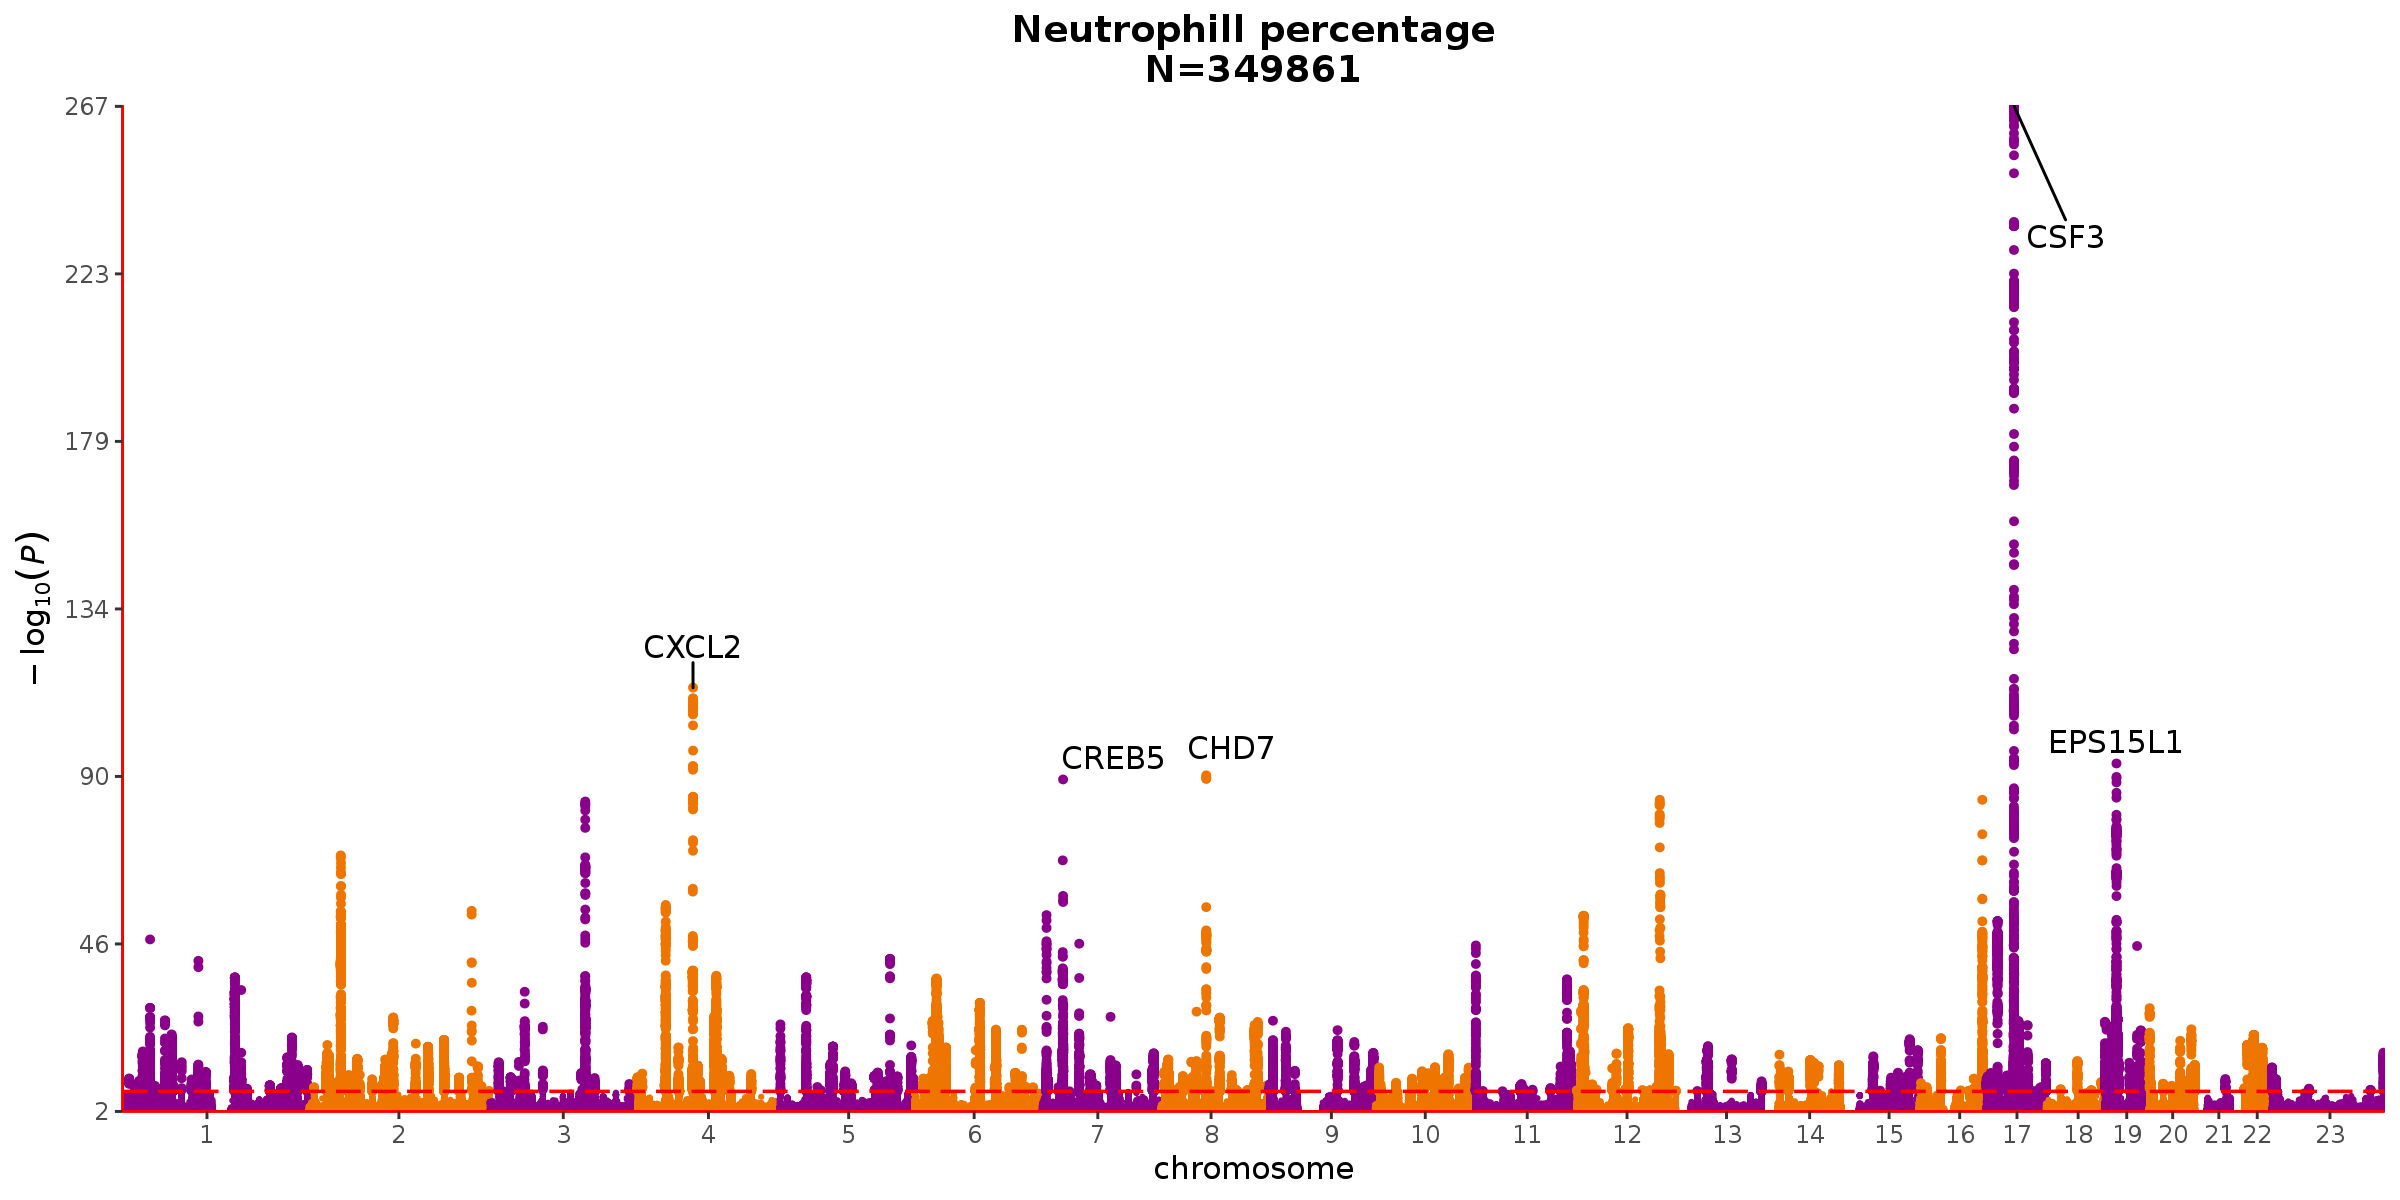 Neutrophill percentage
N=349861
267
223
179
134
90
46
2
−log10(P)
CSF3
CXCL2
CREB5
CHD7
EPS15L1
1 2 3 4 5 6 7 8 9 10 11 12 13 14 15 16 17 18 19 20 21 22 23
chromosome